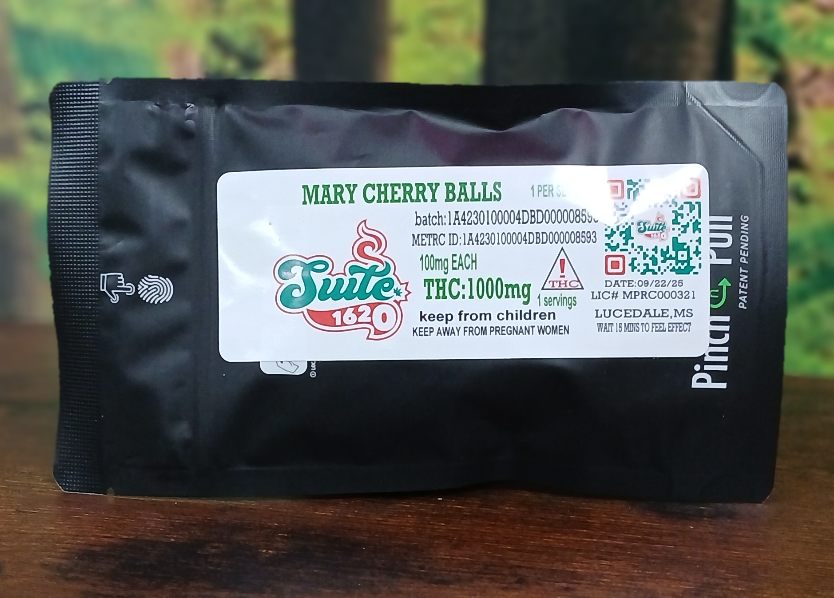 MARY CHERRY BALLS
1 PER
batch:1A4230100004DBD000008593
METRC ID:1A4230100004DBD000008593
100mg EACH
THC:1000mg
! THC
1 servings
keep from children
KEEP AWAY FROM PREGNANT WOMEN
Suite
1620
Suite
1620
DATE:09/22/25
LIC# MPRC000321
LUCEDALE,MS
WAIT 15 MINS TO FEEL EFFECT
Pinch
Pull
PATENT PENDING